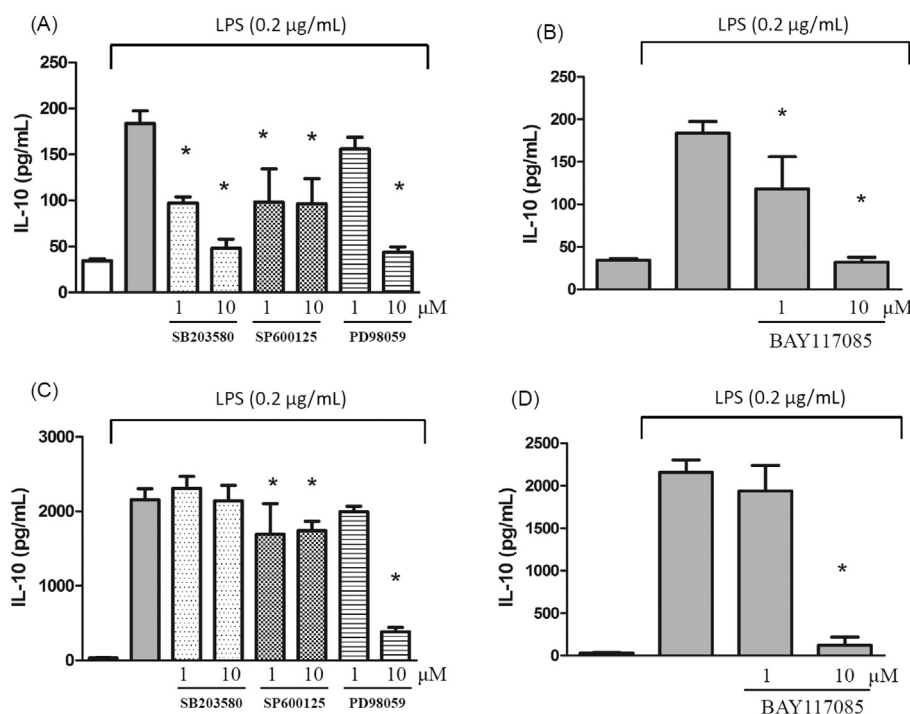 (A)
LPS (0.2 µg/mL)
250
200
150
100
50
0
IL-10 (pg/mL)
* * * * *
1 10 1 10 1 10 µM
SB203580 SP600125 PD98059
(B)
LPS (0.2 µg/mL)
250
200
150
100
50
0
IL-10 (pg/mL)
* *
1 10 µM
BAY117085
(C)
LPS (0.2 µg/mL)
3000
2000
1000
0
IL-10 (pg/mL)
* * *
1 10 1 10 1 10 µM
SB203580 SP600125 PD98059
(D)
LPS (0.2 µg/mL)
2500
2000
1500
1000
500
0
IL-10 (pg/mL)
*
1 10 µM
BAY117085